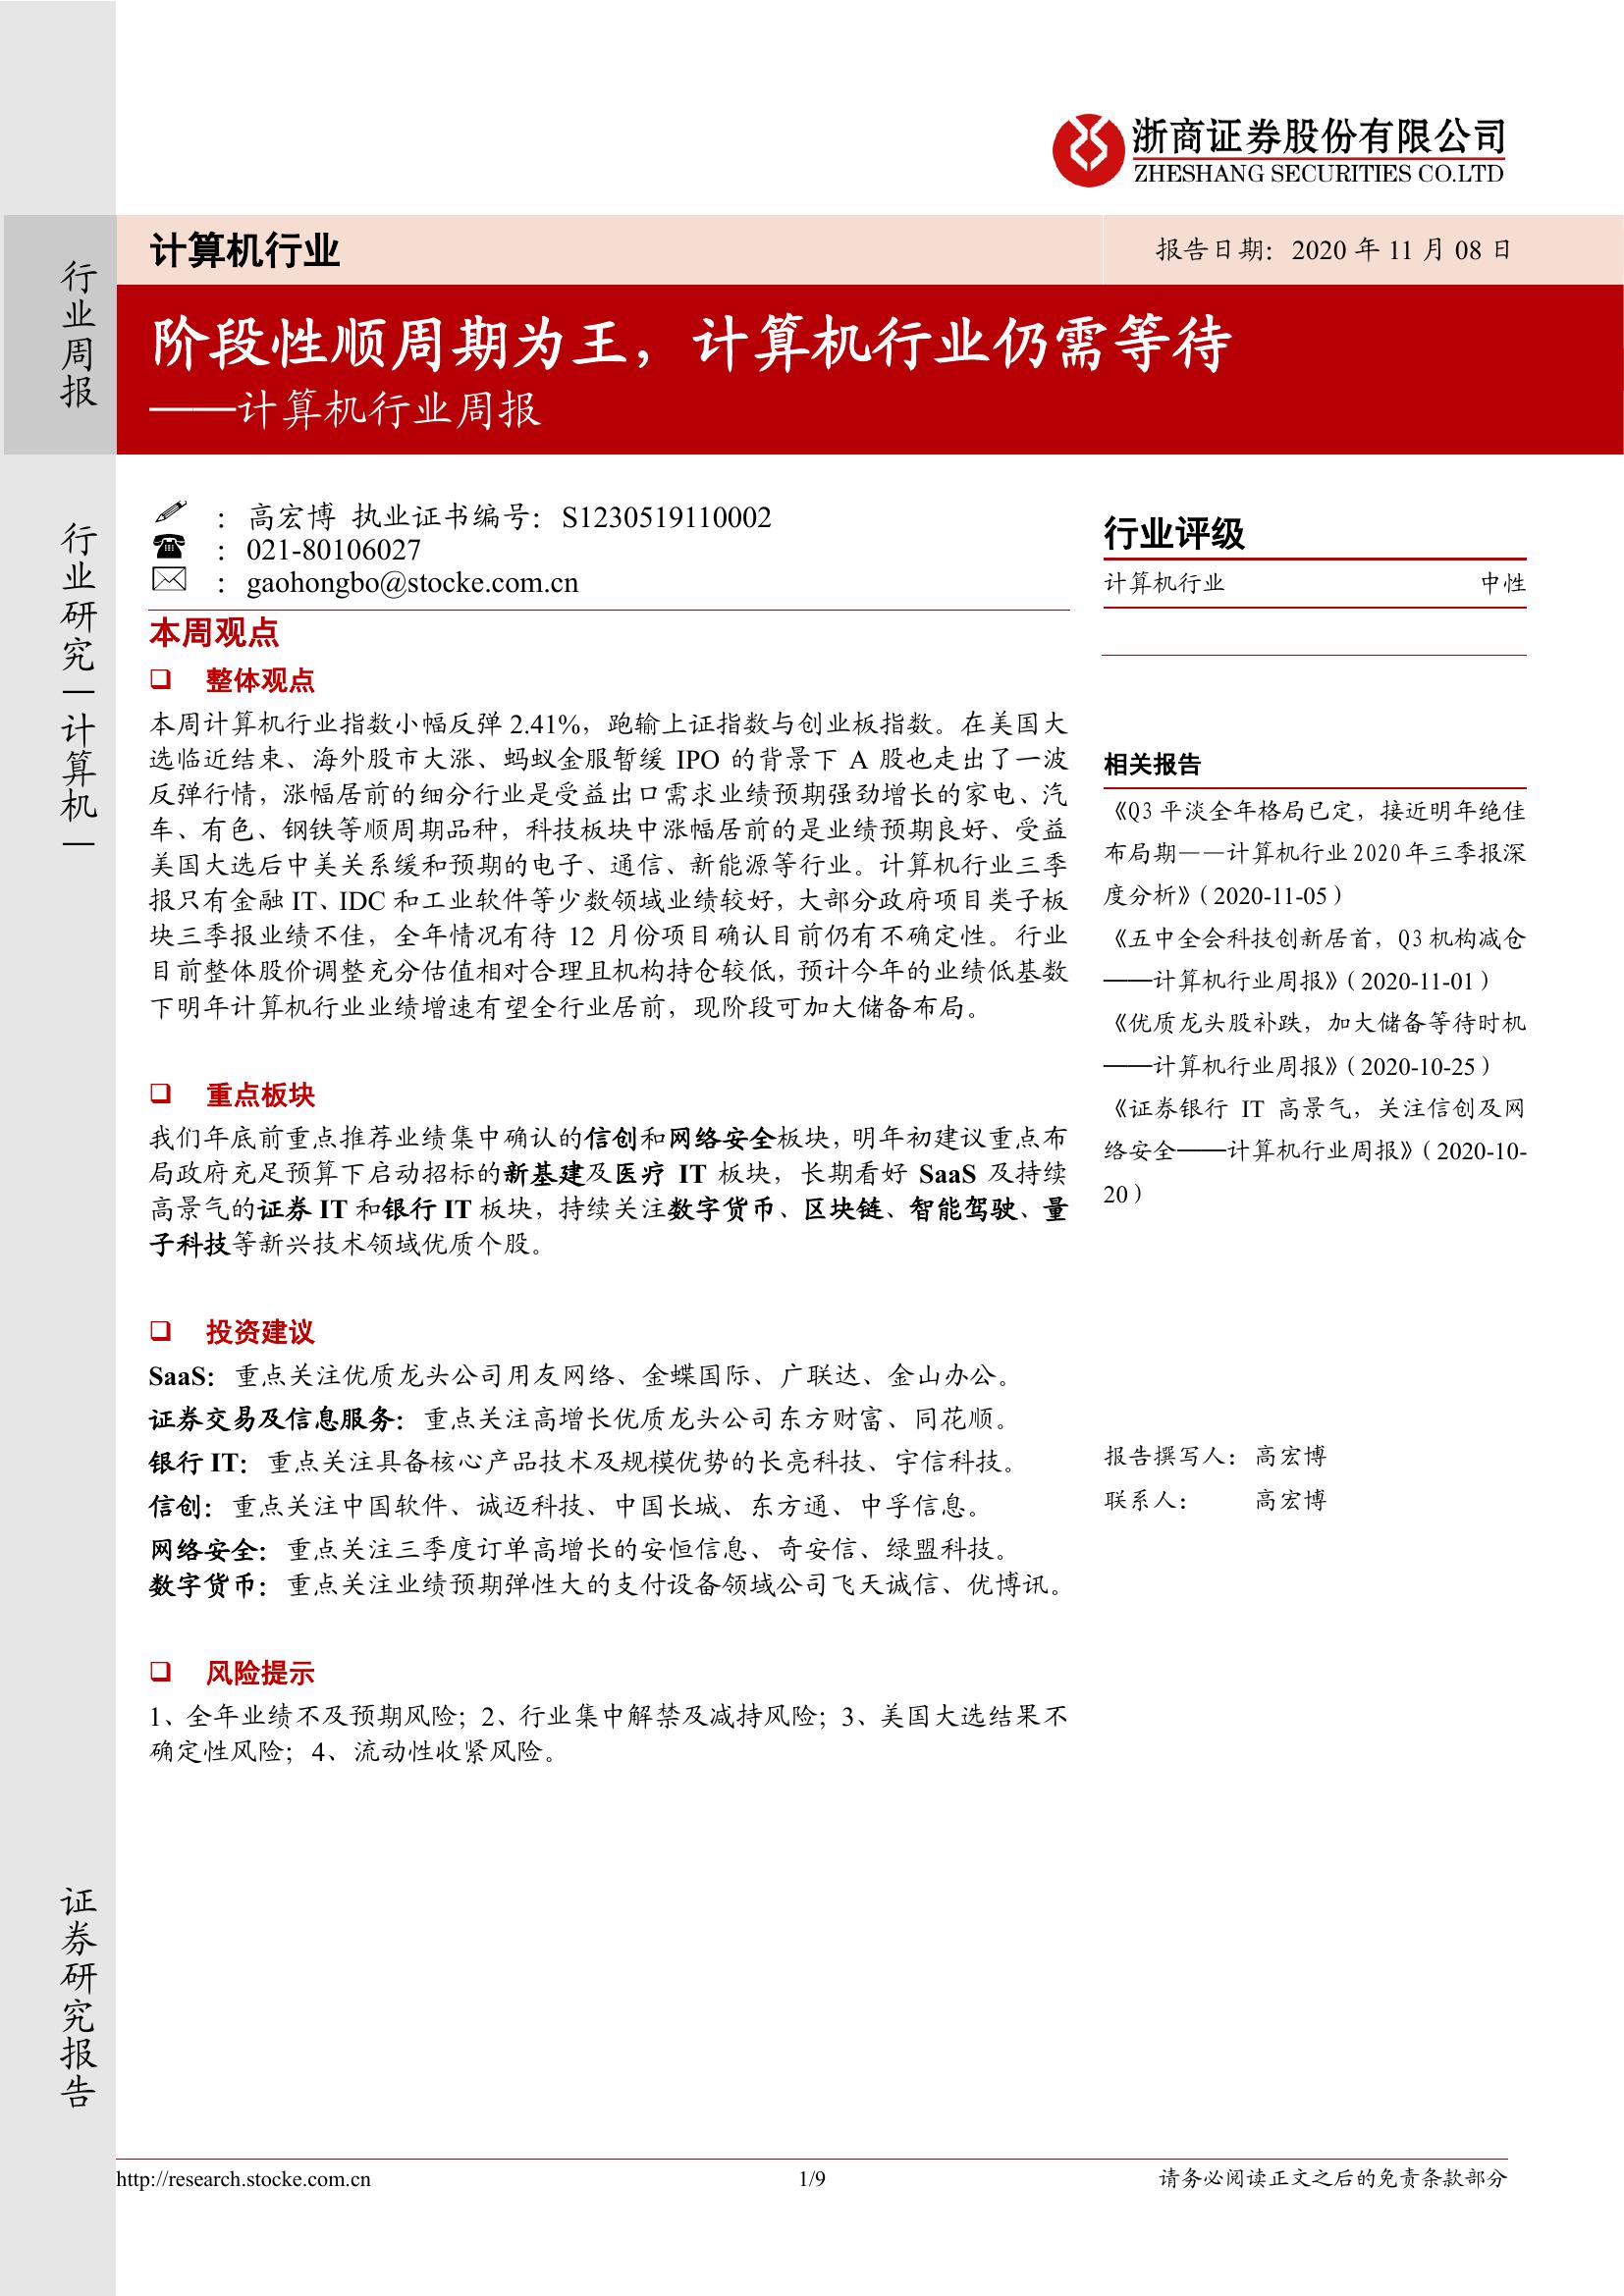 浙商证券股份有限公司
ZHESHANG SECURITIES CO.LTD
行业周报
行业研究|计算机|
证券研究报告
计算机行业
报告日期：2020 年 11 月 08 日
阶段性顺周期为王，计算机行业仍需等待
——计算机行业周报
：高宏博 执业证书编号：S1230519110002
：021-80106027
：gaohongbo@stocke.com.cn
本周观点
整体观点
本周计算机行业指数小幅反弹 2.41%，跑输上证指数与创业板指数。在美国大
选临近结束、海外股市大涨、蚂蚁金服暂缓 IPO 的背景下 A 股也走出了一波
反弹行情，涨幅居前的细分行业是受益出口需求业绩预期强劲增长的家电、汽
车、有色、钢铁等顺周期品种，科技板块中涨幅居前的是业绩预期良好、受益
美国大选后中美关系缓和预期的电子、通信、新能源等行业。计算机行业三季
报只有金融 IT、IDC 和工业软件等少数领域业绩较好，大部分政府项目类子板
块三季报业绩不佳，全年情况有待 12 月份项目确认目前仍有不确定性。行业
目前整体股价调整充分估值相对合理且机构持仓较低，预计今年的业绩低基数
下明年计算机行业业绩增速有望全行业居前，现阶段可加大储备布局。
重点板块
我们年底前重点推荐业绩集中确认的信创和网络安全板块，明年初建议重点布
局政府充足预算下启动招标的新基建及医疗 IT 板块，长期看好 SaaS 及持续
高景气的证券 IT 和银行 IT 板块，持续关注数字货币、区块链、智能驾驶、量
子科技等新兴技术领域优质个股。
投资建议
SaaS：重点关注优质龙头公司用友网络、金蝶国际、广联达、金山办公。
证券交易及信息服务：重点关注高增长优质龙头公司东方财富、同花顺。
银行 IT：重点关注具备核心产品技术及规模优势的长亮科技、宇信科技。
信创：重点关注中国软件、诚迈科技、中国长城、东方通、中孚信息。
网络安全：重点关注三季度订单高增长的安恒信息、奇安信、绿盟科技。
数字货币：重点关注业绩预期弹性大的支付设备领域公司飞天诚信、优博讯。
风险提示
1、全年业绩不及预期风险；2、行业集中解禁及减持风险；3、美国大选结果不
确定性风险；4、流动性收紧风险。
行业评级
计算机行业 中性
相关报告
《Q3 平淡全年格局已定，接近明年绝佳
布局期——计算机行业 2020 年三季报深
度分析》（2020-11-05）
《五中全会科技创新居首，Q3 机构减仓
——计算机行业周报》（2020-11-01）
《优质龙头股补跌，加大储备等待时机
——计算机行业周报》（2020-10-25）
《证券银行 IT 高景气，关注信创及网
络安全——计算机行业周报》（2020-10-
20）
报告撰写人：高宏博
联系人： 高宏博
http://research.stocke.com.cn
1/9
请务必阅读正文之后的免责条款部分